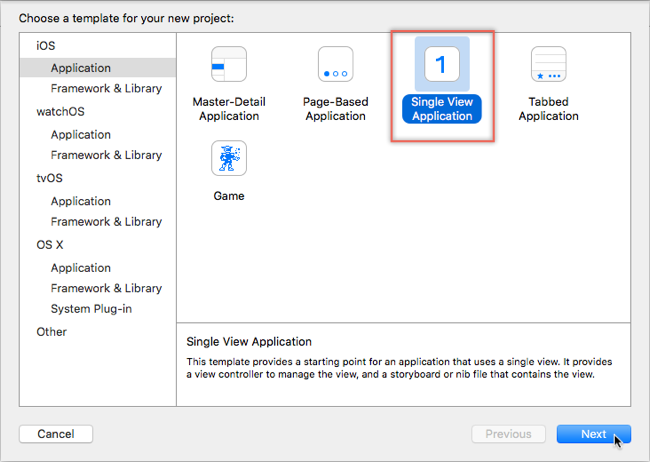 Choose a template for your new project:
iOS
Application
Framework & Library
watchOS
Application
Framework & Library
tvOS
Application
Framework & Library
OS X
Application
Framework & Library
System Plug-in
Other
Master-Detail
Application
Page-Based
Application
1
Single View
Application
Tabbed
Application
Game
Single View Application
This template provides a starting point for an application that uses a single view. It provides
a view controller to manage the view, and a storyboard or nib file that contains the view.
Cancel
Previous
Next